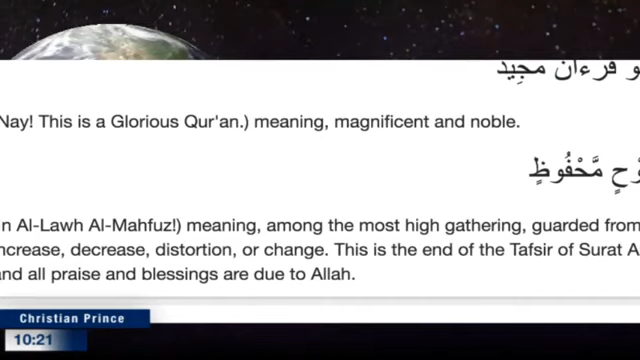 قرءان مجيد
Nay! This is a Glorious Qur'an.) meaning, magnificent and noble.
مَّحْفُوظٍ
n Al-Lawh Al-Mahfuz!) meaning, among the most high gathering, guarded from
ncrease, decrease, distortion, or change. This is the end of the Tafsir of Surat A
and all praise and blessings are due to Allah.
Christian Prince
10:21